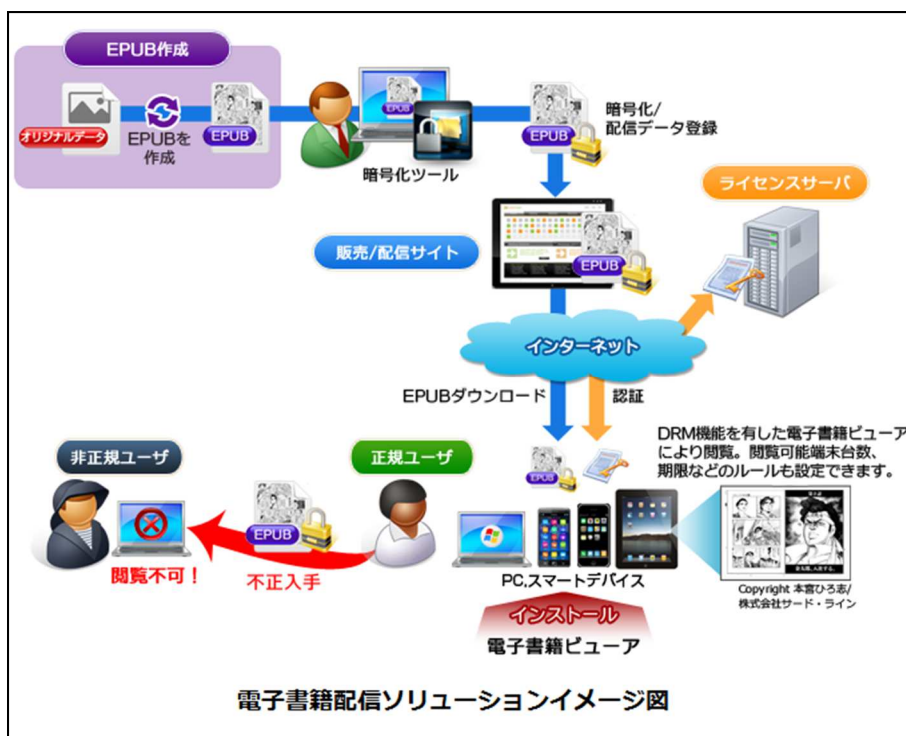 EPUB作成
オリジナルデータ
EPUBを
作成
EPUB
EPUB
暗号化ツール
EPUB
暗号化/
配信データ登録
ライセンスサーバ
販売/配信サイト
EPUB
インターネット
EPUBダウンロード
認証
DRM機能を有した電子書籍ビューア
により閲覧。閲覧可能端末台数、
期限などのルールも設定できます。
非正規ユーザ
正規ユーザ
EPUB
EPUB
閲覧不可!
不正入手
PC,スマートデバイス
Copyright 本宮ひろ志/
株式会社サード・ライン
インストール
電子書籍ビューア
電子書籍配信ソリューションイメージ図